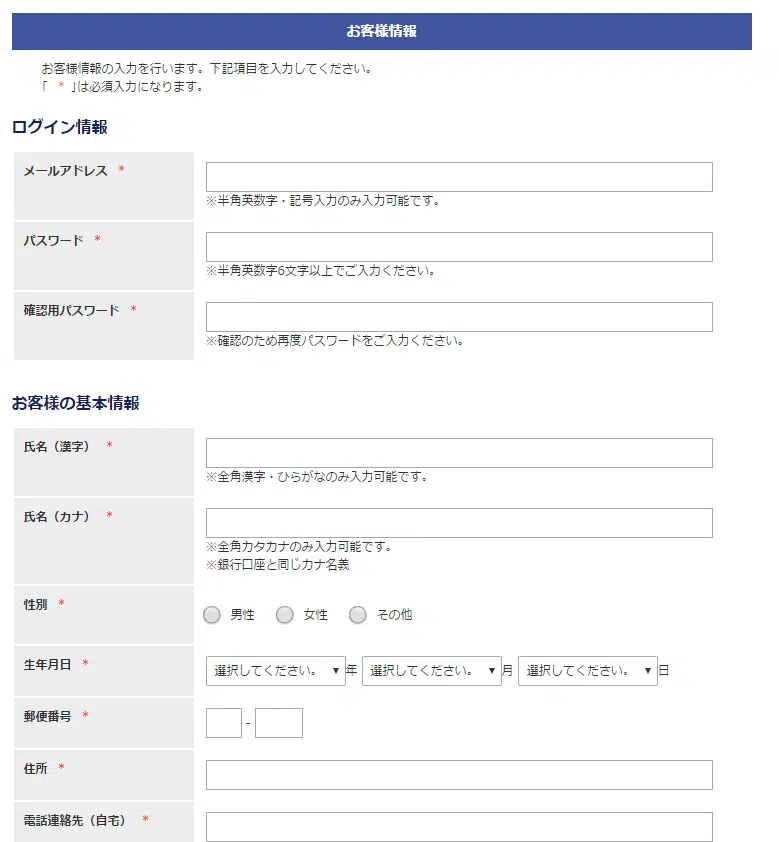 お客様情報
お客様情報の入力を行います。下記項目を入力してください。
「 * 」は必須入力になります。
ログイン情報
メールアドレス *
※半角英数字・記号入力のみ入力可能です。
パスワード *
※半角英数字6文字以上でご入力ください。
確認用パスワード *
※確認のため再度パスワードをご入力ください。
お客様の基本情報
氏名（漢字） *
※全角漢字・ひらがなのみ入力可能です。
氏名（カナ） *
※全角カタカナのみ入力可能です。
※銀行口座と同じカナ名義
性別 * 男性 女性 その他
生年月日 * 選択してください。 ▼ 年 選択してください。 ▼ 月 選択してください。 ▼ 日
郵便番号 * -
住所 *
電話連絡先（自宅） *